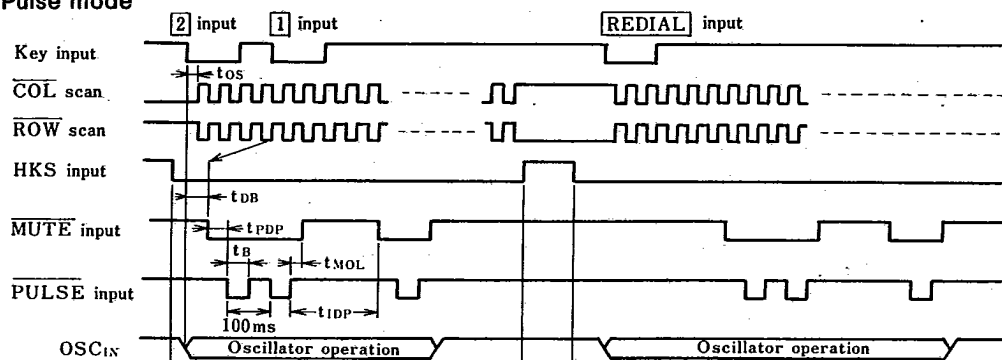 Pulse mode
2 input 1 input REDIAL input
Key input
tOS
COL scan
ROW scan
HKS input
tDB
MUTE input
tPDP
tB
tMOL
PULSE input
tIDP
100ms
OSCIN Oscillator operation Oscillator operation